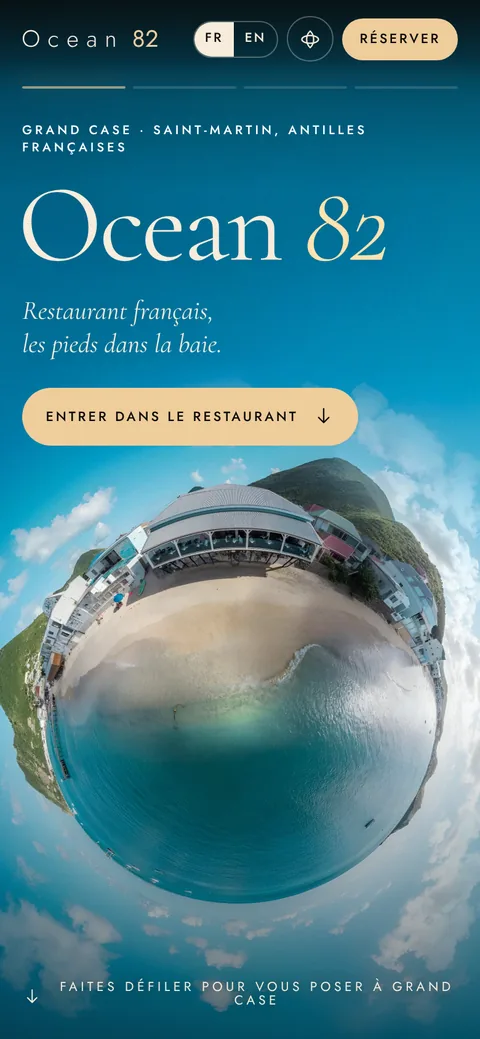 Ocean 82
FR EN
RÉSERVER
GRAND CASE · SAINT-MARTIN, ANTILLES
FRANÇAISES
Ocean 82
Restaurant français,
les pieds dans la baie.
ENTRER DANS LE RESTAURANT ↓
↓ FAITES DÉFILER POUR VOUS POSER À GRAND
CASE